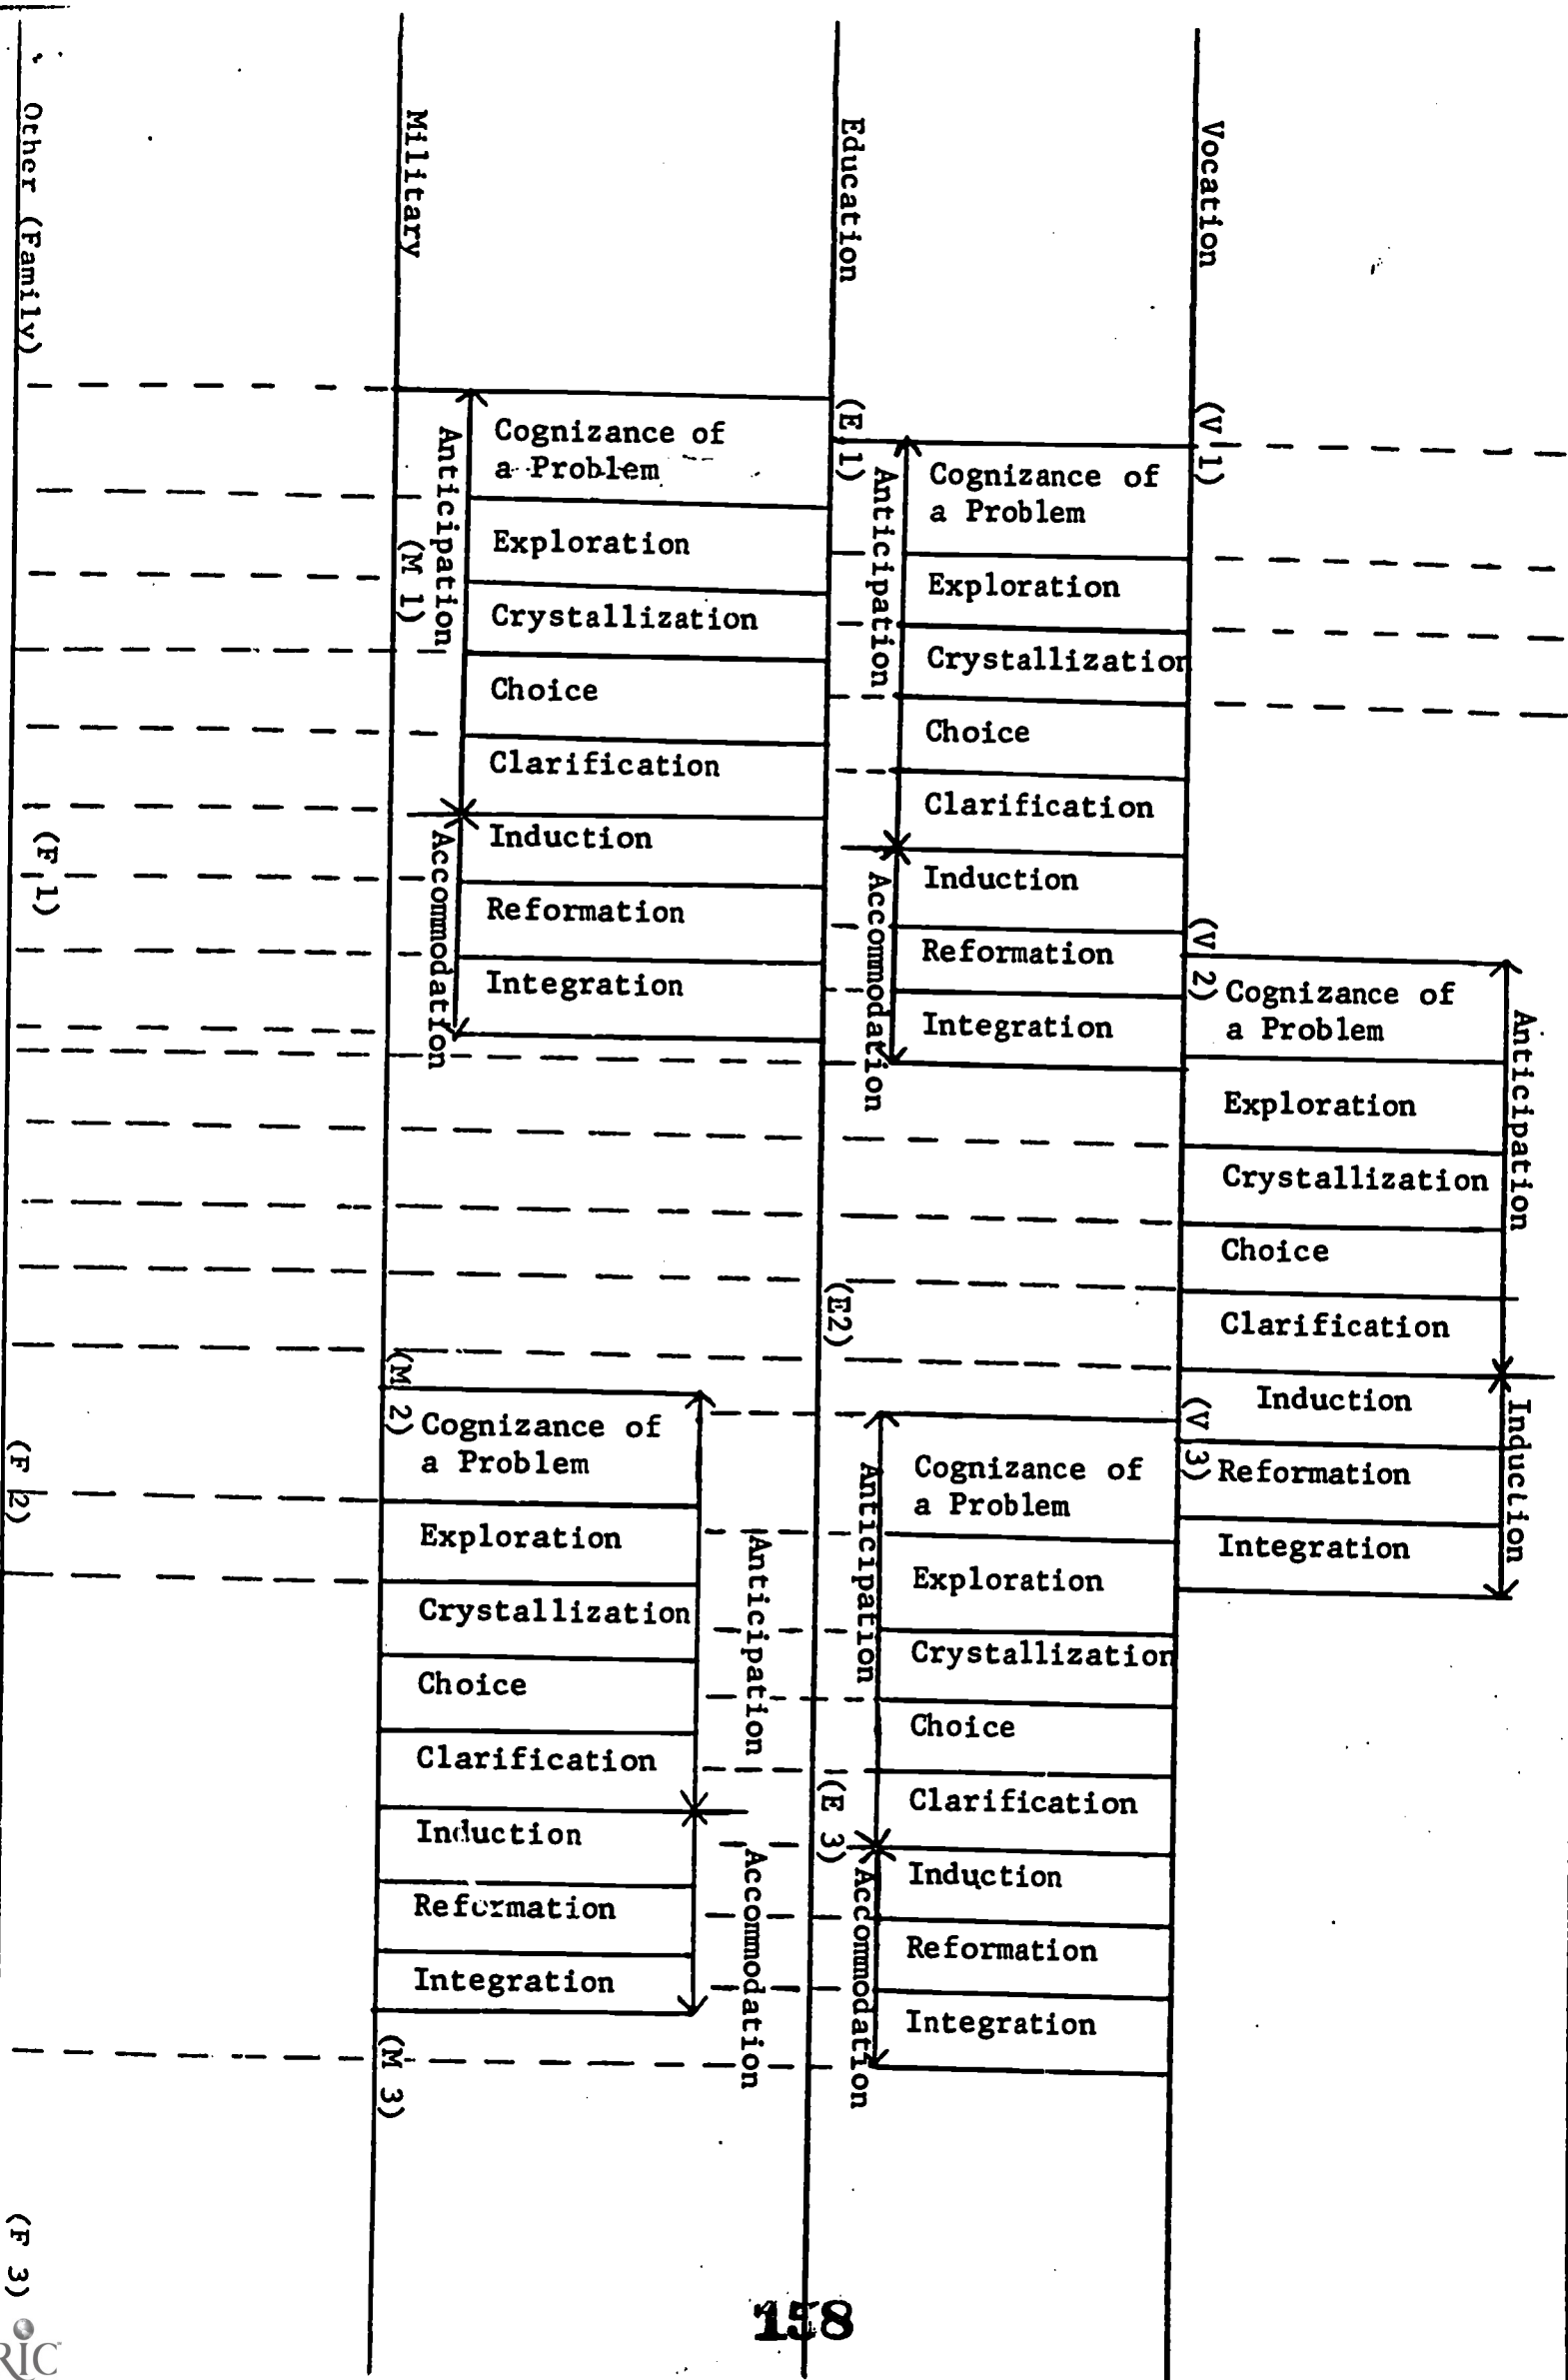 Vocation
(V 1)
(V 2)
Cognizance of
a Problem
Exploration
Crystallization
Choice
Clarification
Induction
(V 3)
Reformation
Integration
Anticipation
Induction
Education
(E 1)
Cognizance of
a Problem
Exploration
Crystallization
Choice
Clarification
Induction
Reformation
Integration
Anticipation
Accommodation
(E2)
Cognizance of
a Problem
Exploration
Crystallization
Choice
Clarification
Induction
Reformation
Integration
Anticipation
Accommodation
(E 3)
Military
Cognizance of
a Problem
Exploration
Crystallization
Choice
Clarification
Induction
Reformation
Integration
Anticipation
Accommodation
(M 1)
(M 2)
Cognizance of
a Problem
Exploration
Crystallization
Choice
Clarification
Induction
Reformation
Integration
Anticipation
Accommodation
(M 3)
Other (Family)
(F 1)
(F 2)
(F 3)
158
RIC